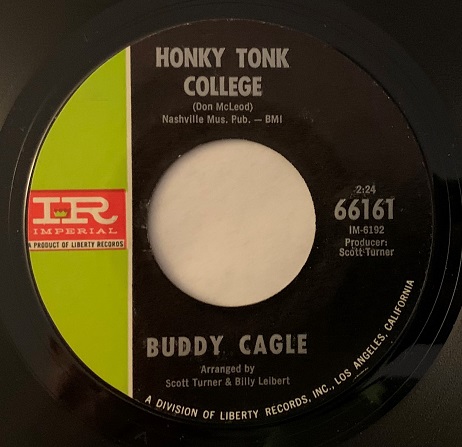 HONKY TONK
COLLEGE
(Don McLeod)
Nashville Mus. Pub. — BMI
2:24
66161
IM-6192
Producer:
Scott Turner
IR
IMPERIAL
A PRODUCT OF LIBERTY RECORDS
BUDDY CAGLE
Arranged by
Scott Turner & Billy Leibert
A DIVISION OF LIBERTY RECORDS, INC., LOS ANGELES, CALIFORNIA